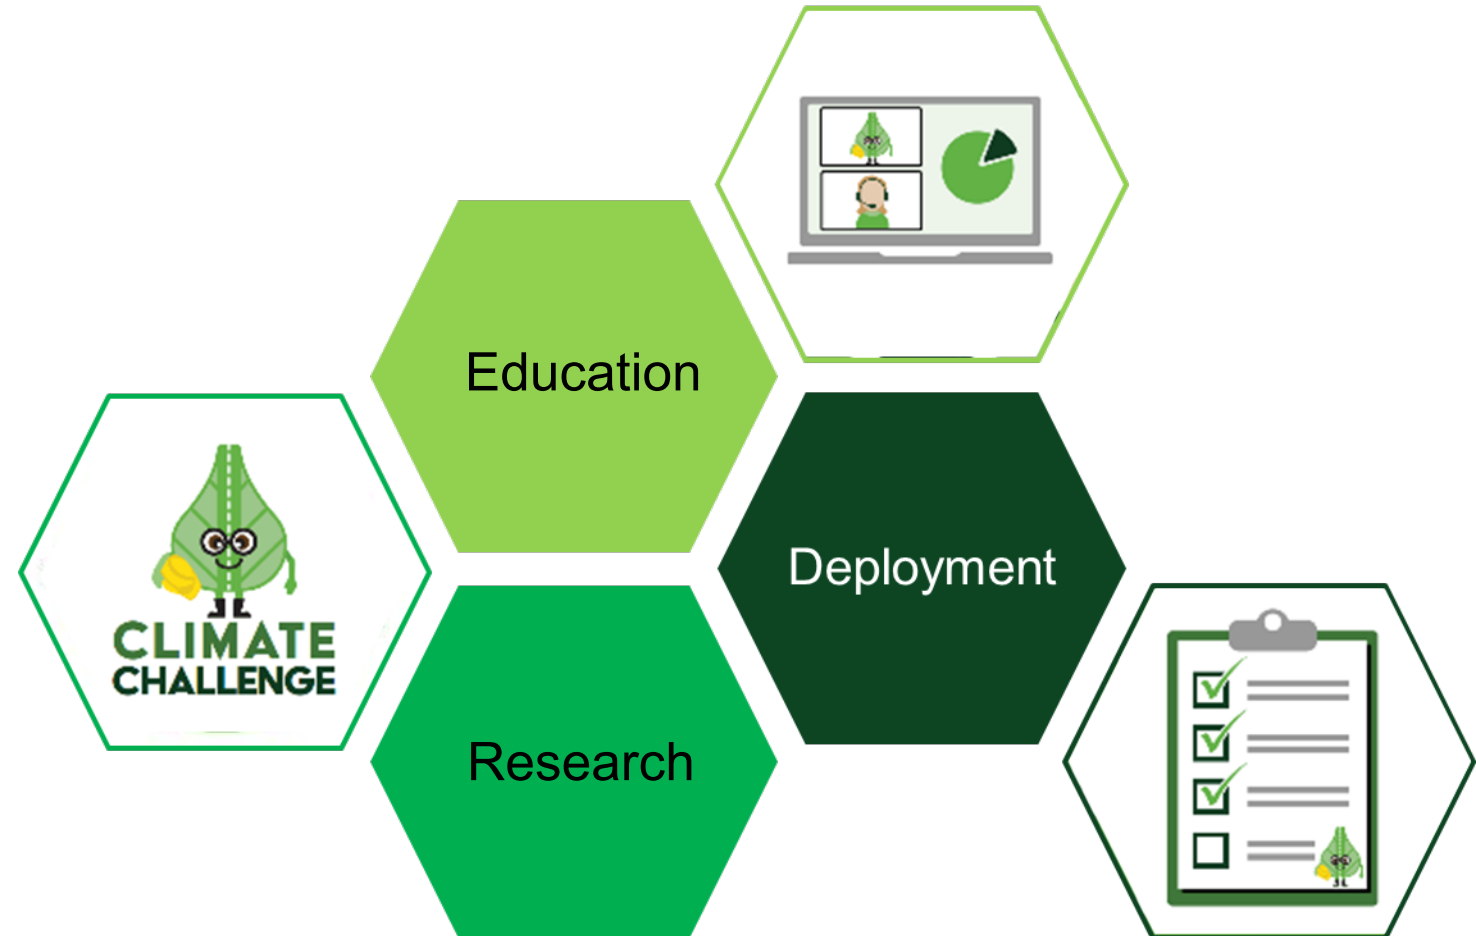 Education
Deployment
CLIMATE
CHALLENGE
Research